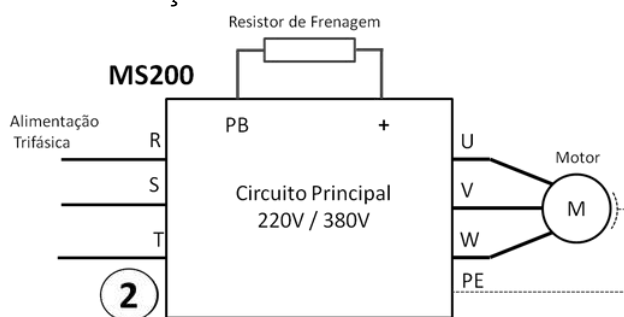 Resistor de Frenagem
MS200
Alimentação
Trifásica
PB
+
R
S
T
Circuito Principal
220V / 380V
U
V
W
PE
Motor
M
2